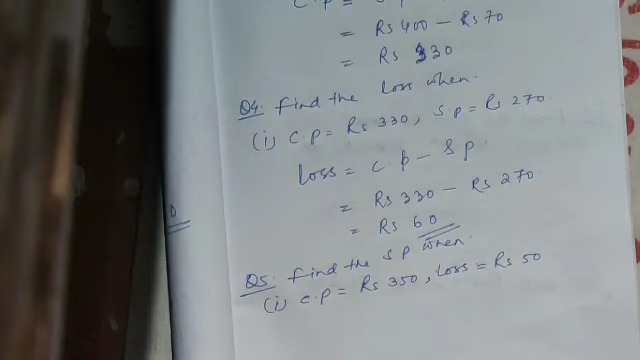 C.p =
= Rs 400 - Rs 70
= Rs 330
Q4. Find the loss when.
(i) C.p = Rs 330, S.p = Rs 270.
Loss = C.p - S p
= Rs 330 - Rs 270
= Rs 60
Q5. Find the S p when.
(i) C.p = Rs 350, loss = Rs 50
0